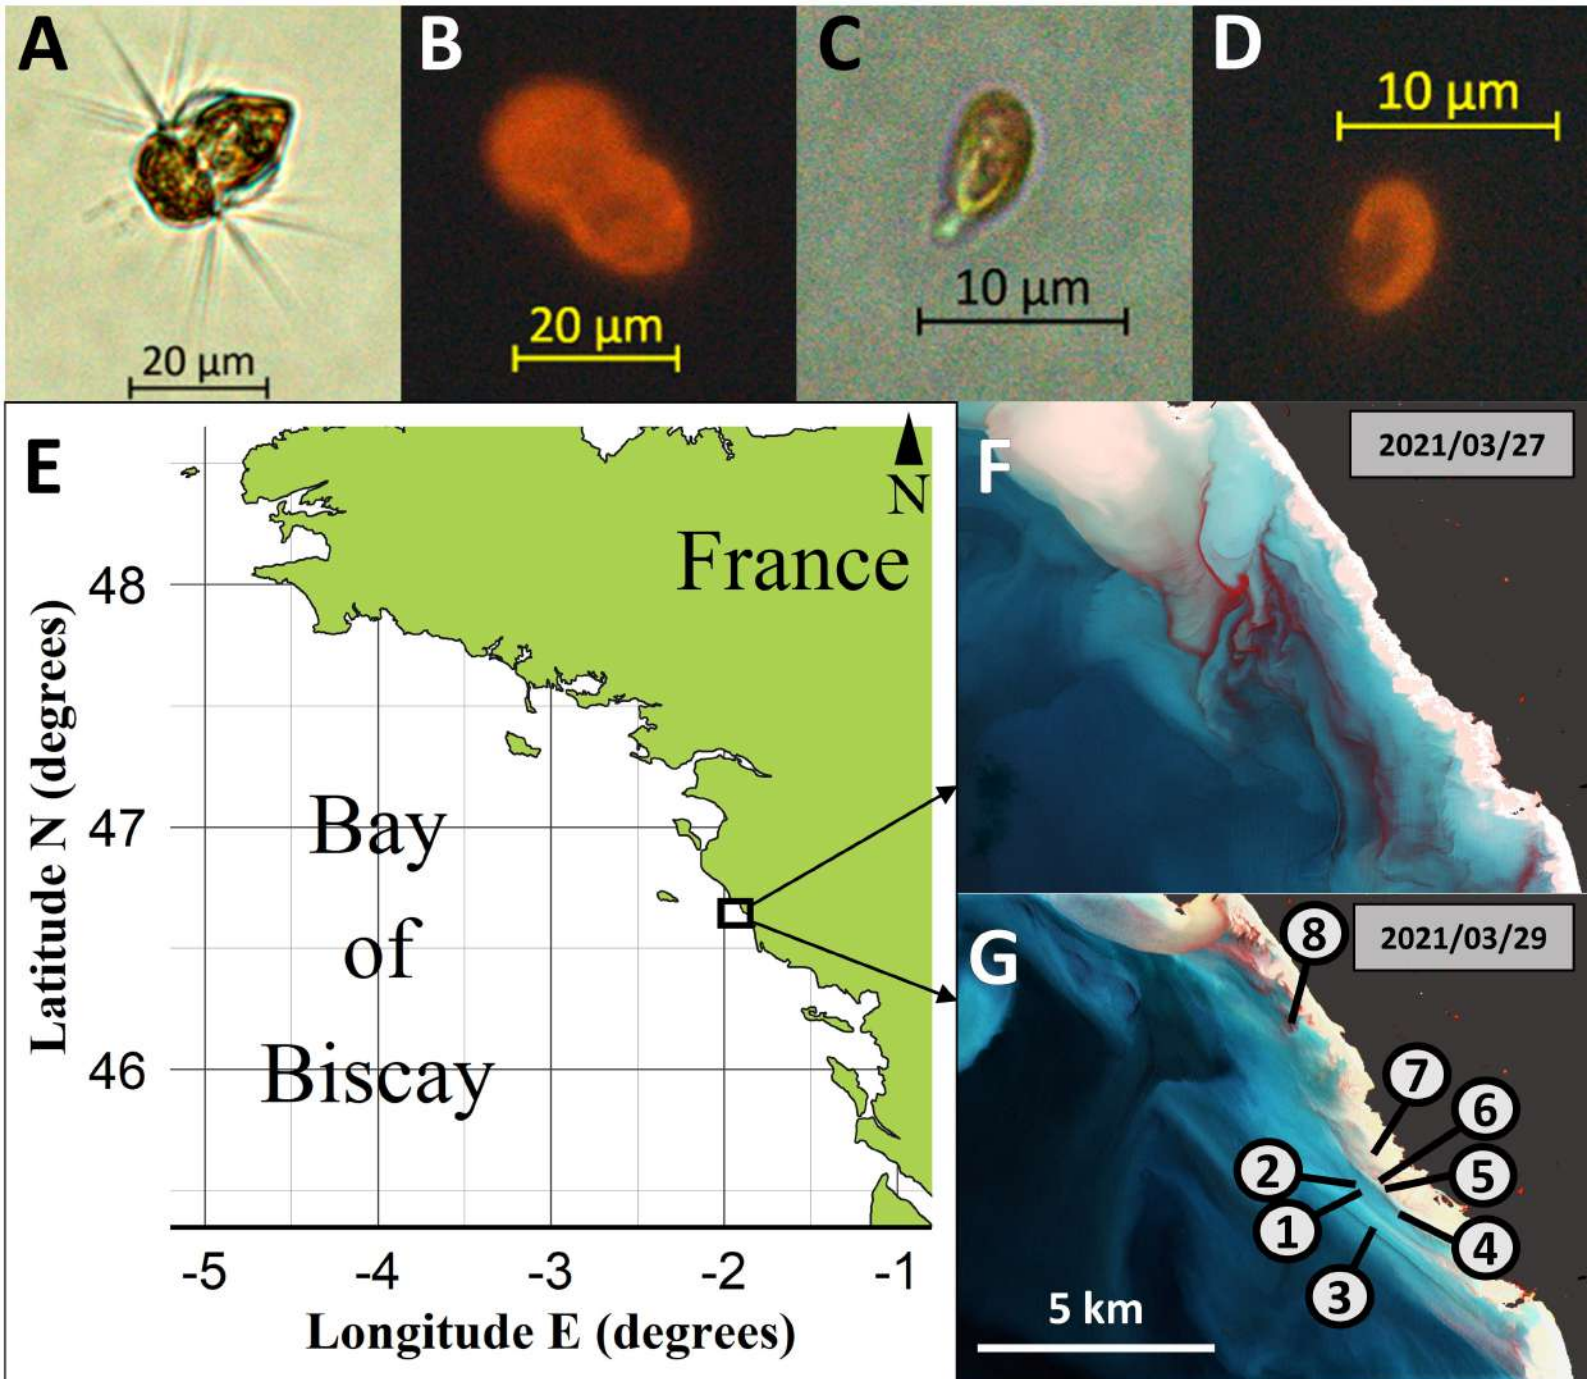 A
20 μm
B
20 μm
C
10 μm
D
10 μm
E
N
France
Bay
of
Biscay
48
47
46
Latitude N (degrees)
-5
-4
-3
-2
-1
Longitude E (degrees)
F
2021/03/27
G
2021/03/29
8
7
6
2
5
1
4
3
5 km